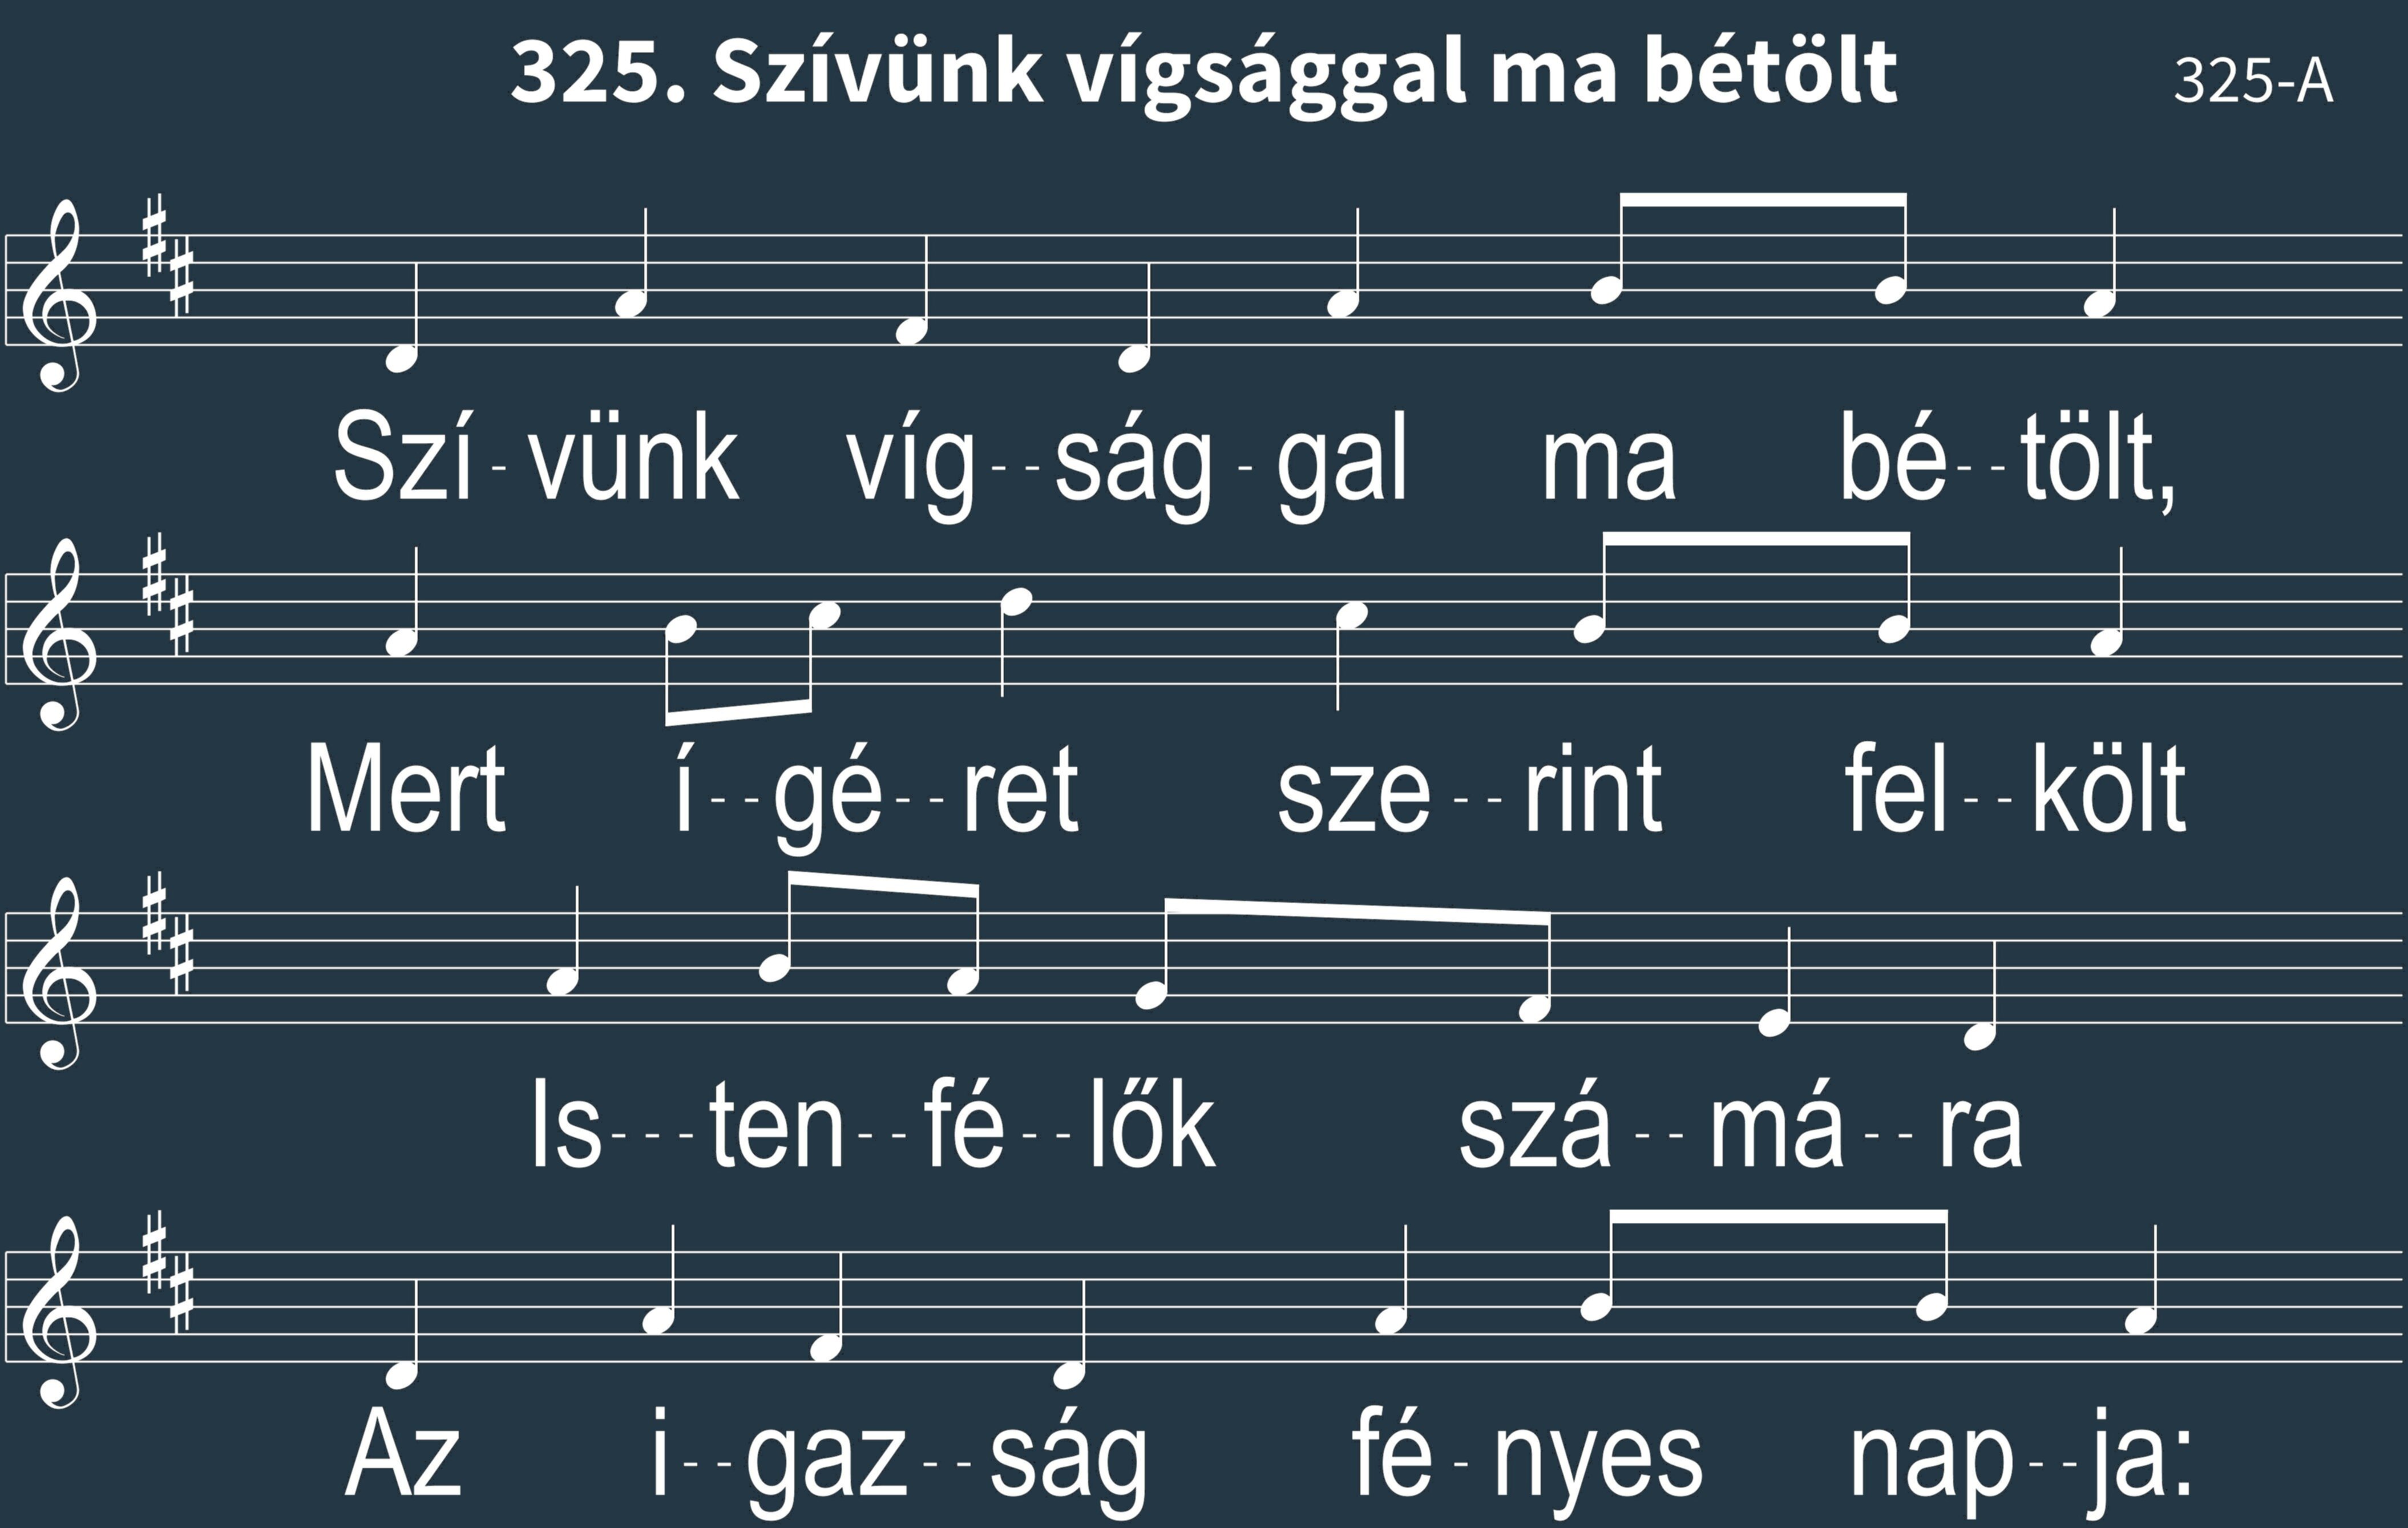 325. Szívünk vígsággal ma bétölt
325-A
Szí-vünk víg--ság-gal ma bé--tölt,
Mert í--gé--ret sze--rint fel--költ
Is---ten--fé--lők szá--má--ra
Az i--gaz--ság fé-nyes nap--ja: